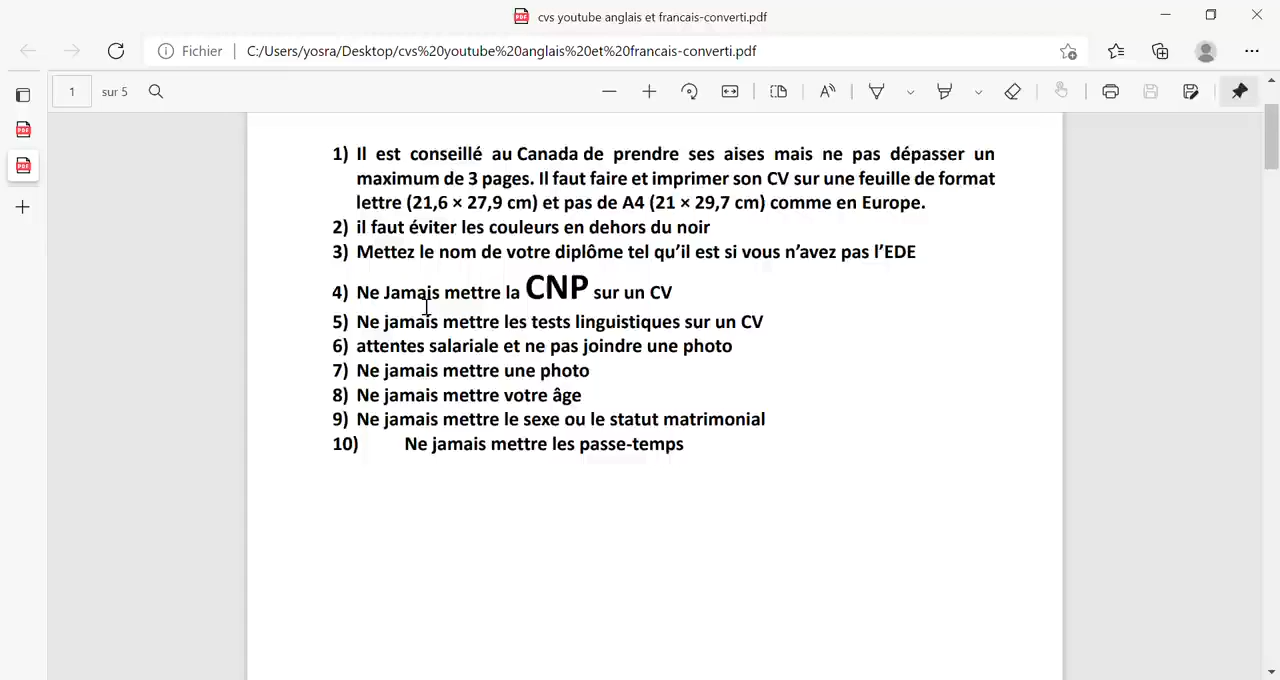 cvs youtube anglais et francais-converti.pdf
Fichier C:/Users/yosra/Desktop/cvs%20youtube%20anglais%20et%20francais-converti.pdf
1 sur 5
1) Il est conseillé au Canada de prendre ses aises mais ne pas dépasser un
maximum de 3 pages. Il faut faire et imprimer son CV sur une feuille de format
lettre (21,6 × 27,9 cm) et pas de A4 (21 × 29,7 cm) comme en Europe.
2) il faut éviter les couleurs en dehors du noir
3) Mettez le nom de votre diplôme tel qu’il est si vous n’avez pas l’EDE
4) Ne Jamais mettre la CNP sur un CV
5) Ne jamais mettre les tests linguistiques sur un CV
6) attentes salariale et ne pas joindre une photo
7) Ne jamais mettre une photo
8) Ne jamais mettre votre âge
9) Ne jamais mettre le sexe ou le statut matrimonial
10) Ne jamais mettre les passe-temps